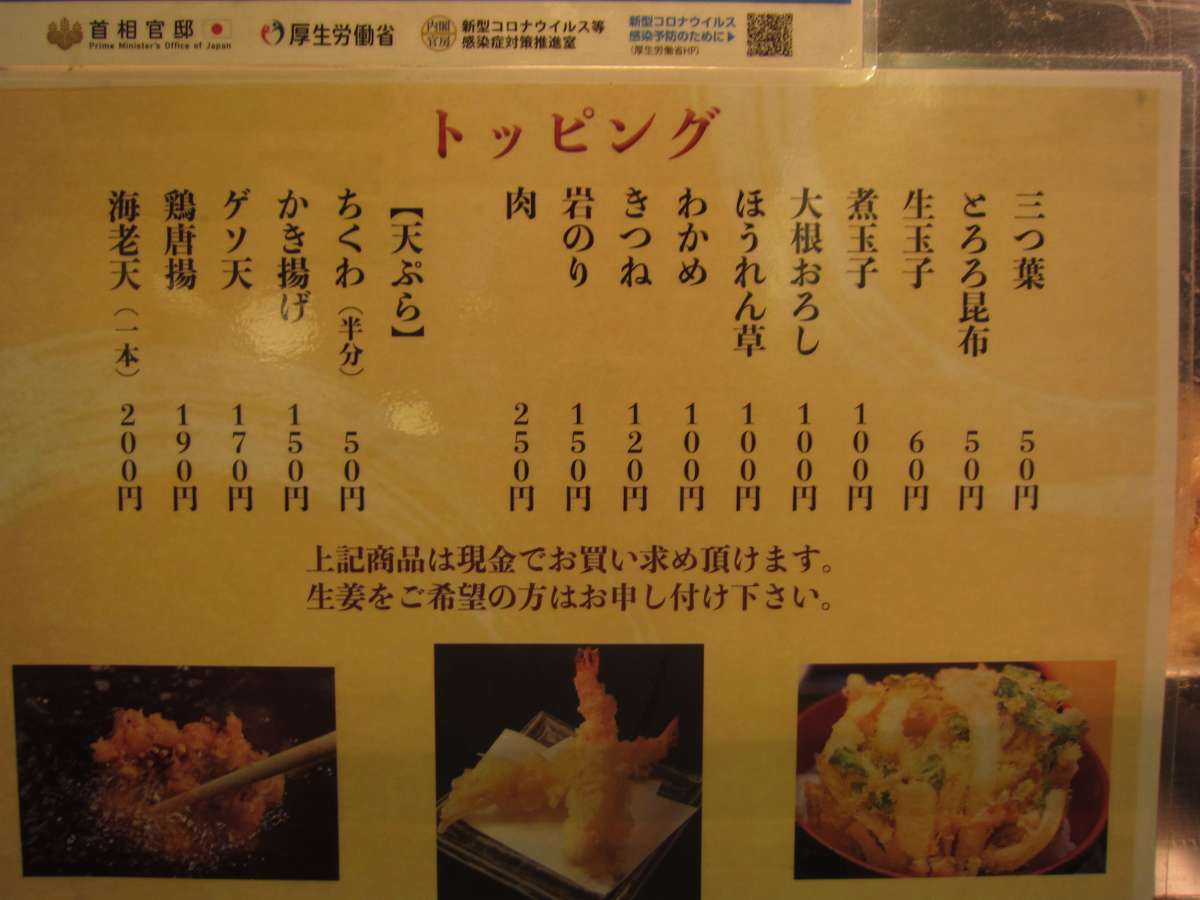 首相官邸
Prime Minister's Office of Japan
厚生労働省
内閣官房
新型コロナウイルス等
感染症対策推進室
新型コロナウイルス
感染予防のために▶
(厚生労働省HP)
トッピング
三つ葉 50円
とろろ昆布 50円
生玉子 60円
煮玉子 100円
大根おろし 100円
ほうれん草 100円
わかめ 100円
きつね 120円
岩のり 150円
肉 250円
【天ぷら】
ちくわ(半分) 50円
かき揚げ 150円
ゲソ天 170円
鶏唐揚 190円
海老天(一本) 200円
上記商品は現金でお買い求め頂けます。
生姜をご希望の方はお申し付け下さい。